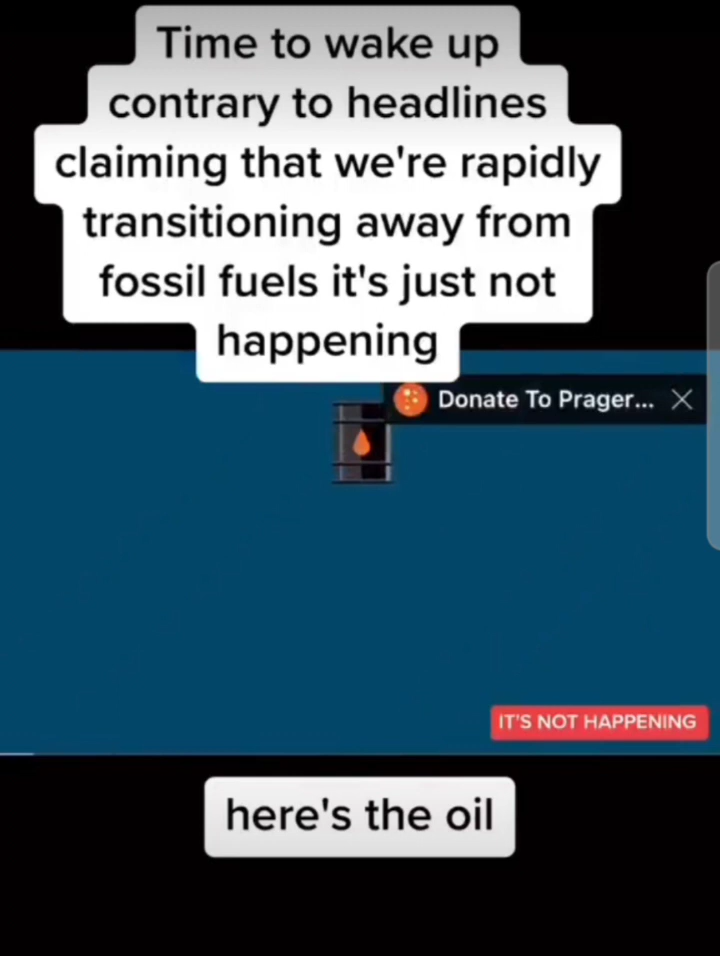 Time to wake up
contrary to headlines
claiming that we're rapidly
transitioning away from
fossil fuels it's just not
happening
Donate To Prager...
IT'S NOT HAPPENING
here's the oil